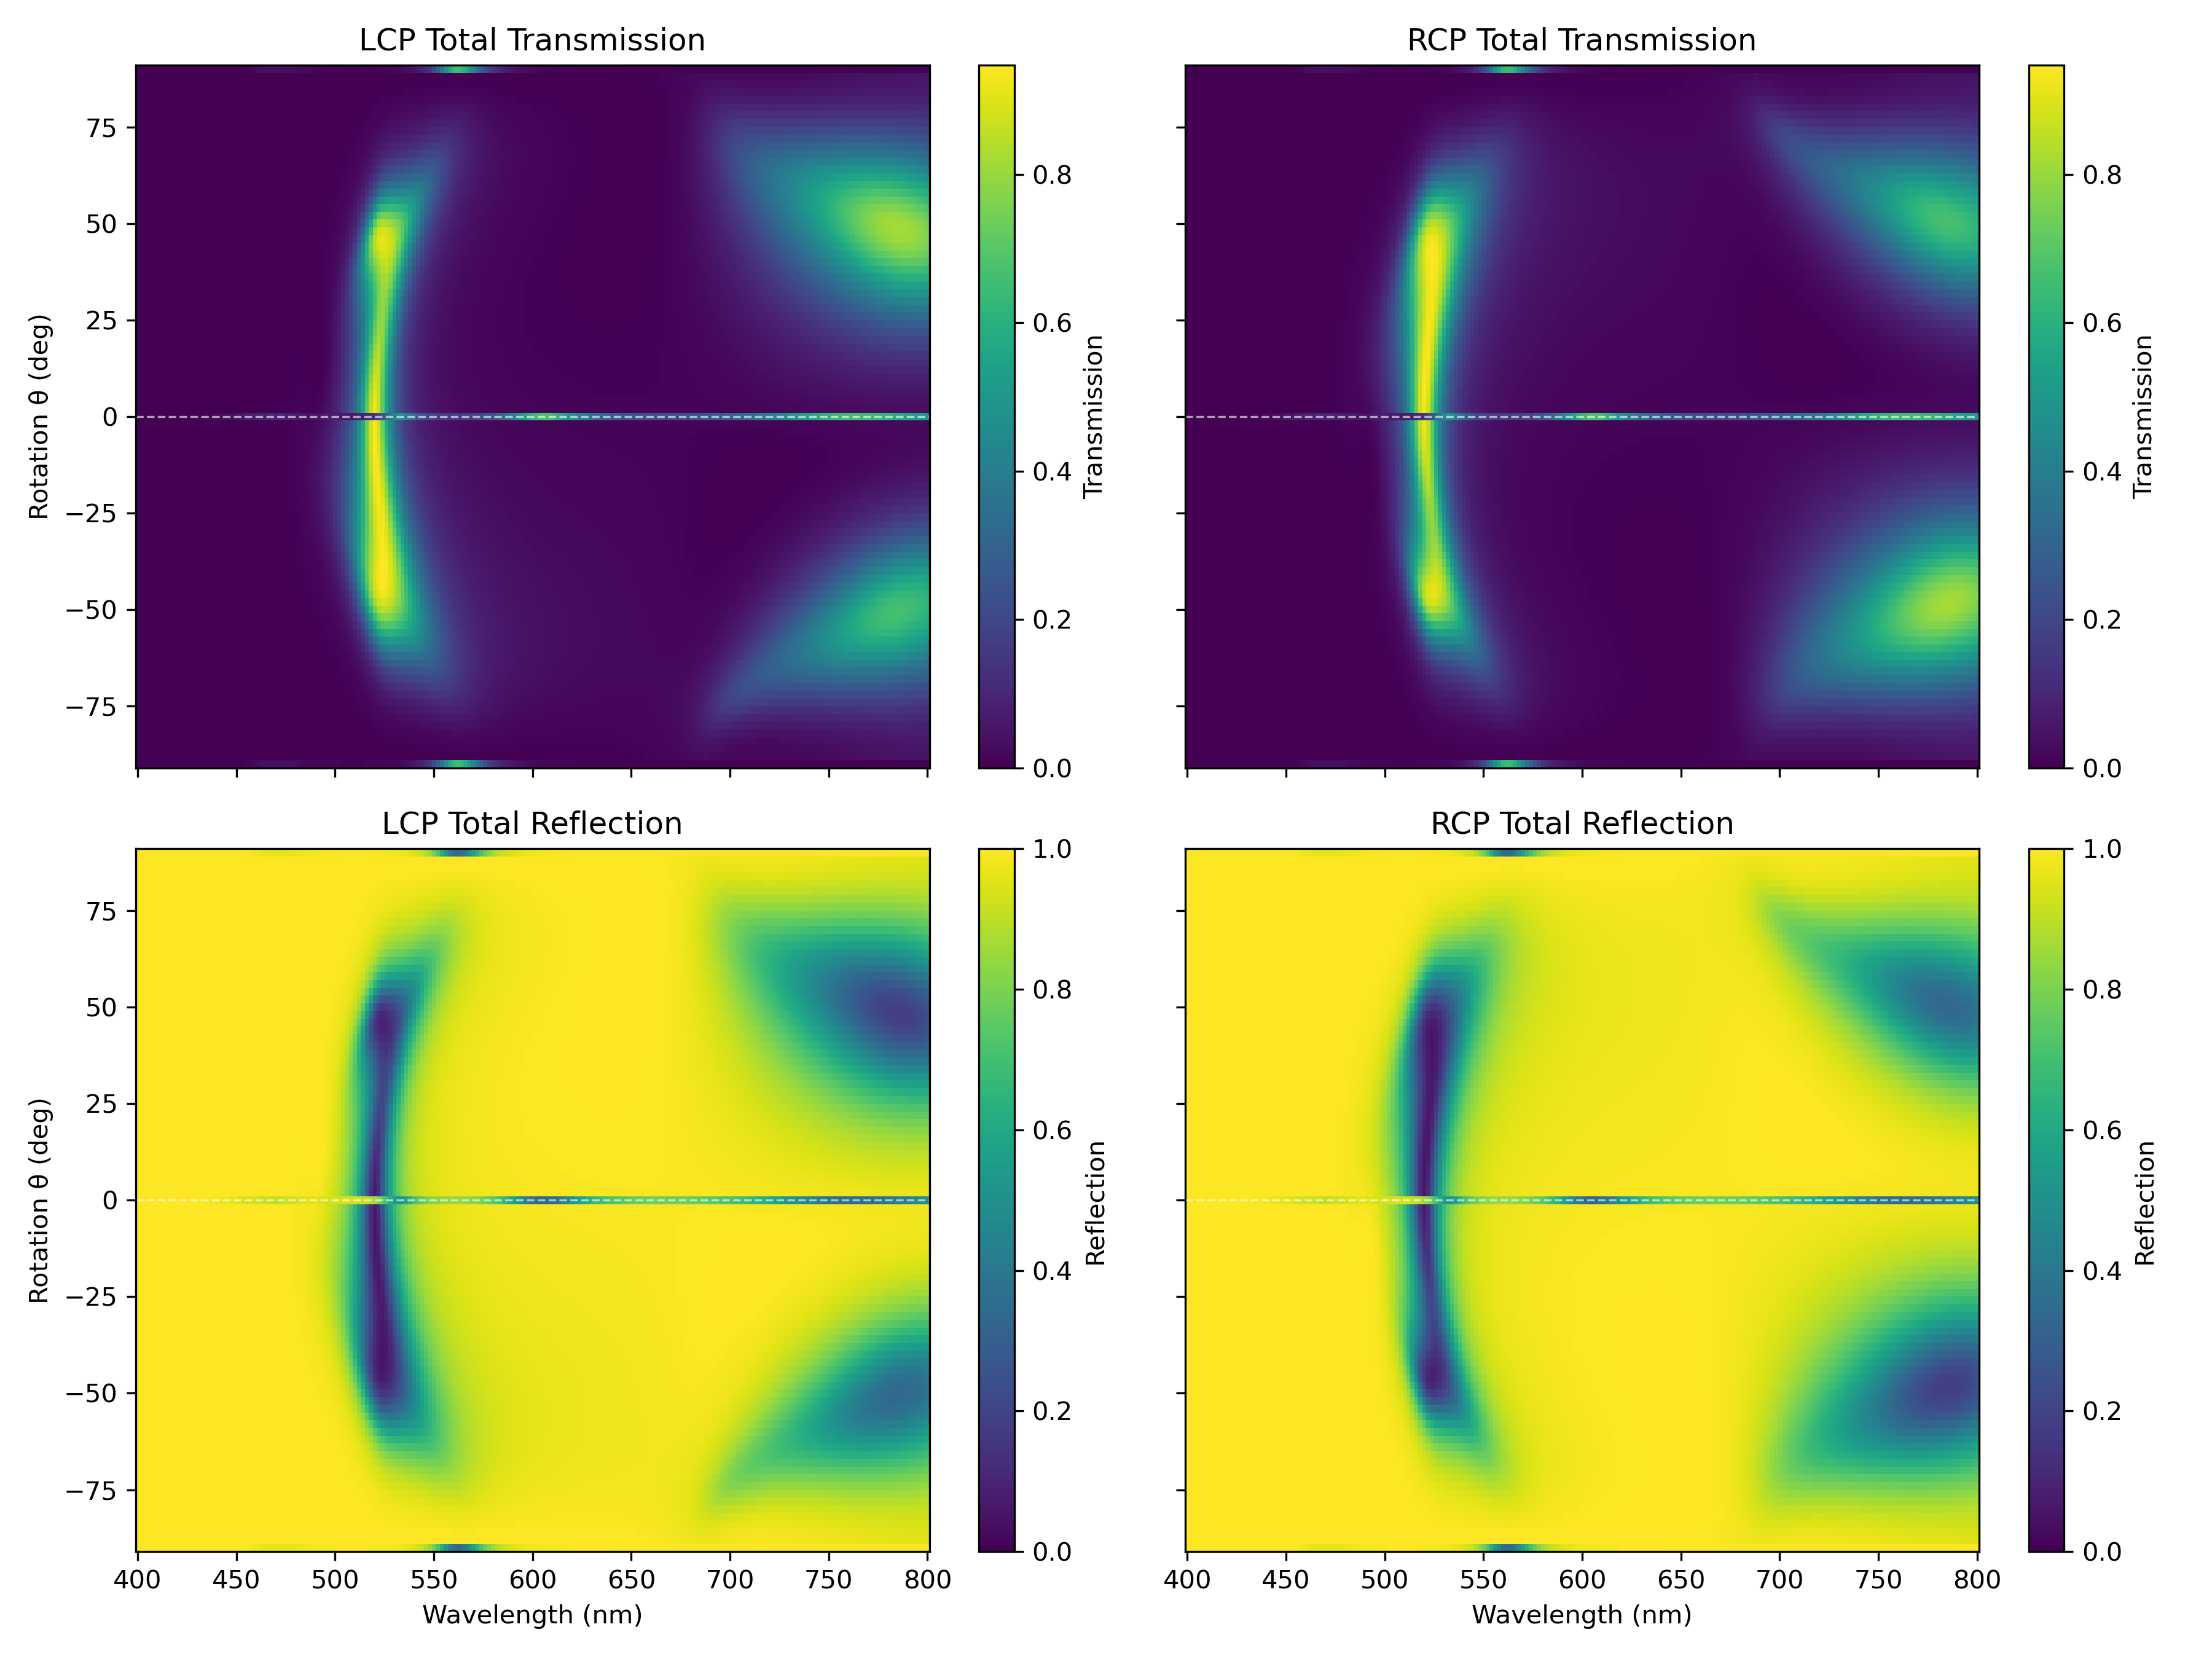 LCP Total Transmission
RCP Total Transmission
Rotation θ (deg)
75
50
25
0
−25
−50
−75
0.8
0.6
0.4
0.2
0.0
Transmission
0.8
0.6
0.4
0.2
0.0
Transmission
LCP Total Reflection
RCP Total Reflection
Rotation θ (deg)
75
50
25
0
−25
−50
−75
400 450 500 550 600 650 700 750 800
Wavelength (nm)
1.0
0.8
0.6
0.4
0.2
0.0
Reflection
400 450 500 550 600 650 700 750 800
Wavelength (nm)
1.0
0.8
0.6
0.4
0.2
0.0
Reflection